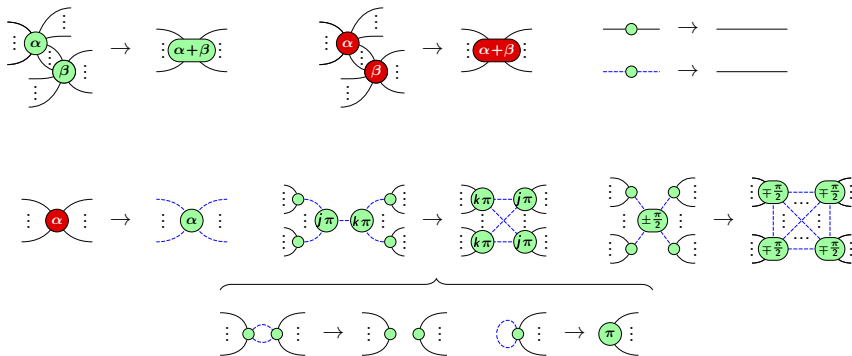 α → α+β α → α+β →
β β →
α → α jπ kπ → kπ jπ ±π/2 → ∓π/2 ∓π/2
kπ jπ ∓π/2 ∓π/2
→ → π